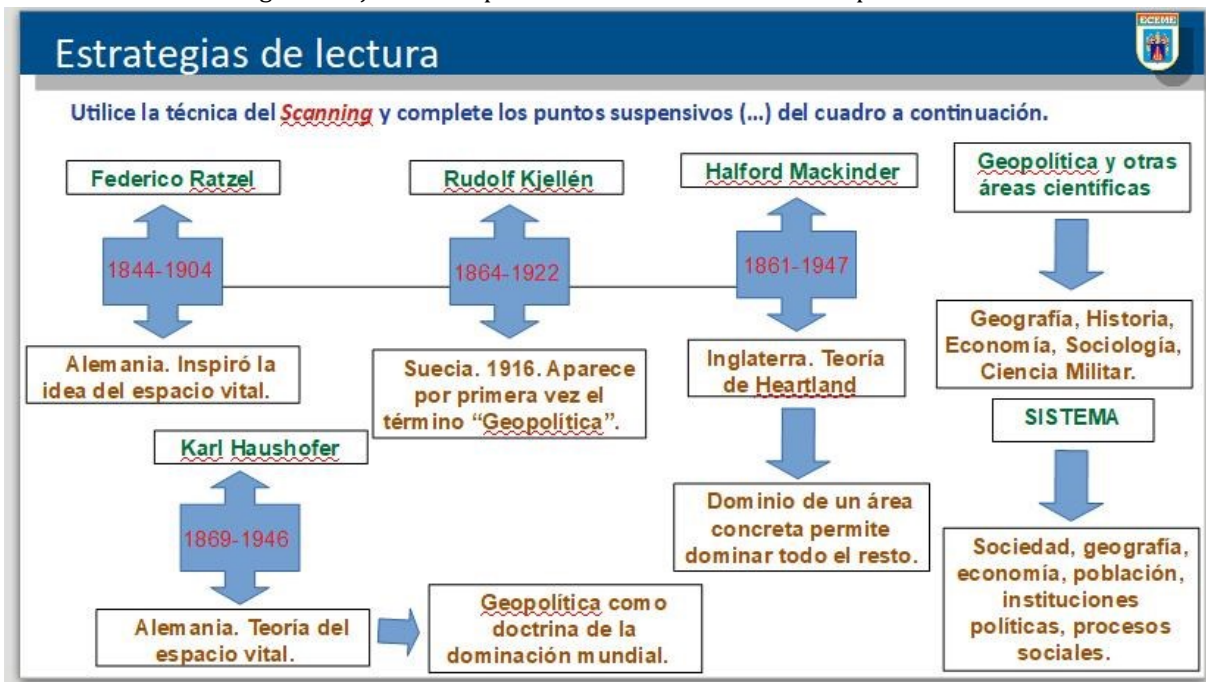 ECEME
Estrategias de lectura
Utilice la técnica del Scanning y complete los puntos suspensivos (...) del cuadro a continuación.
Federico Ratzel
1844-1904
Alemania. Inspiró la
idea del espacio vital.
Rudolf Kjellén
1864-1922
Suecia. 1916. Aparece
por primera vez el
término “Geopolítica”.
Halford Mackinder
1861-1947
Inglaterra. Teoría
de Heartland
Dominio de un área
concreta permite
dominar todo el resto.
Geopolítica y otras
áreas científicas
Geografía, Historia,
Economía, Sociología,
Ciencia Militar.
SISTEMA
Sociedad, geografía,
economía, población,
instituciones
políticas, procesos
sociales.
Karl Haushofer
1869-1946
Alemania. Teoría del
espacio vital.
Geopolítica como
doctrina de la
dominación mundial.